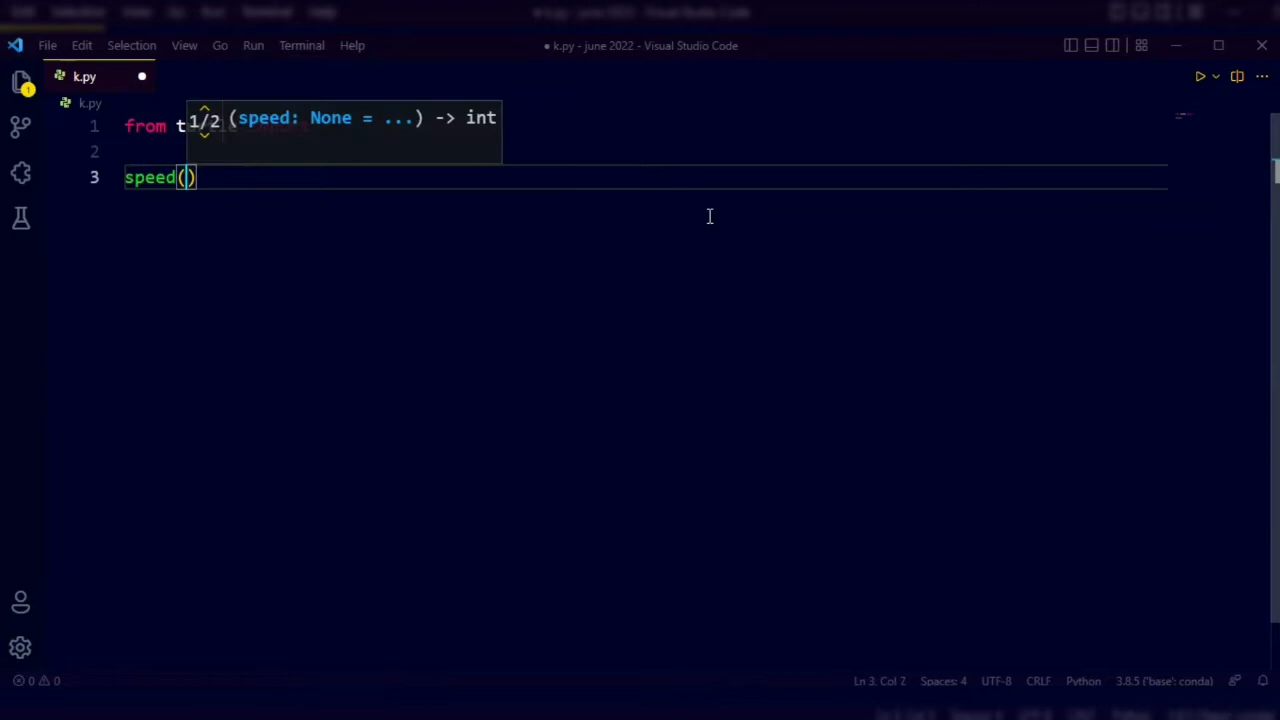 File Edit Selection View Go Run Terminal Help
k.py - june 2022 - Visual Studio Code
k.py
1
k.py
1/2 (speed: None = ...) -> int
1 from
2
3 speed()
0 0
Ln 3, Col 7 Spaces: 4 UTF-8 CRLF Python 3.8.5 ('base': conda)